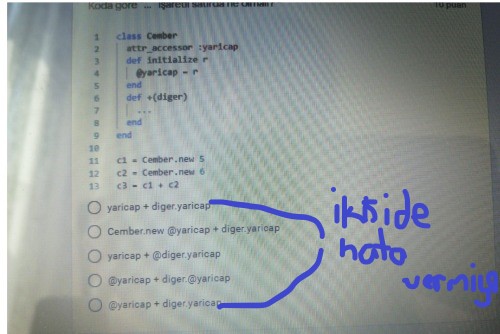 Koda göre ... işareti satırda ne olmalı?
10 puan
1 class Cember
2 attr_accessor :yaricap
3 def initialize r
4 @yaricap = r
5 end
6 def +(diger)
7 ...
8 end
9 end
10
11 c1 = Cember.new 5
12 c2 = Cember.new 6
13 c3 = c1 + c2
yaricap + diger.yaricap
Cember.new @yaricap + diger.yaricap
yaricap + @diger.yaricap
@yaricap + diger.@yaricap
@yaricap + diger.yaricap
ikiside
hata
vermiyo